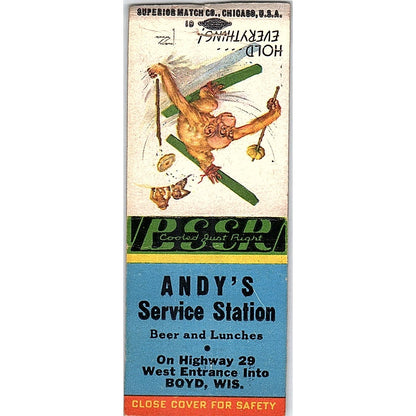 SUPERIOR MATCH CO., CHICAGO, U.S.A.
19
HOLD
EVERYTHING!
BEER
Cooled Just Right
ANDY'S
Service Station
Beer and Lunches
On Highway 29
West Entrance Into
BOYD, WIS.
CLOSE COVER FOR SAFETY